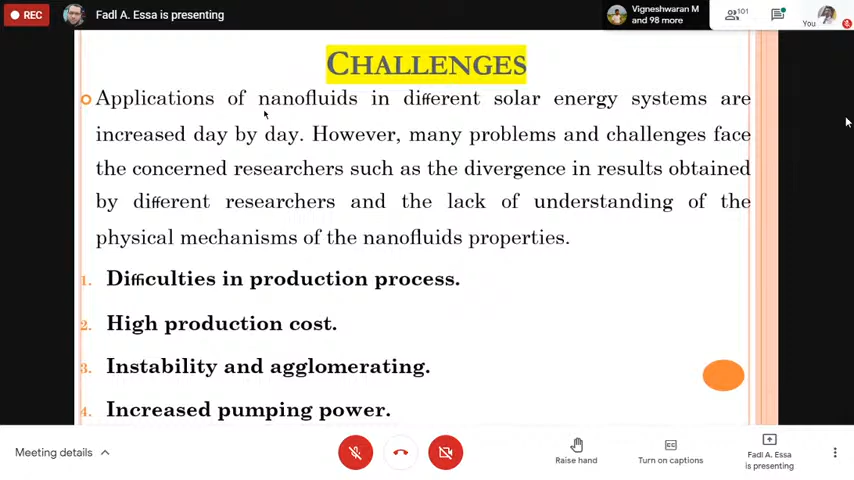 REC
Fadl A. Essa is presenting
Vigneshwaran M
and 98 more
101
You
CHALLENGES
Applications of nanofluids in different solar energy systems are
increased day by day. However, many problems and challenges face
the concerned researchers such as the divergence in results obtained
by different researchers and the lack of understanding of the
physical mechanisms of the nanofluids properties.
1. Difficulties in production process.
2. High production cost.
3. Instability and agglomerating.
4. Increased pumping power.
Meeting details
Raise hand
Turn on captions
Fadl A. Essa
is presenting